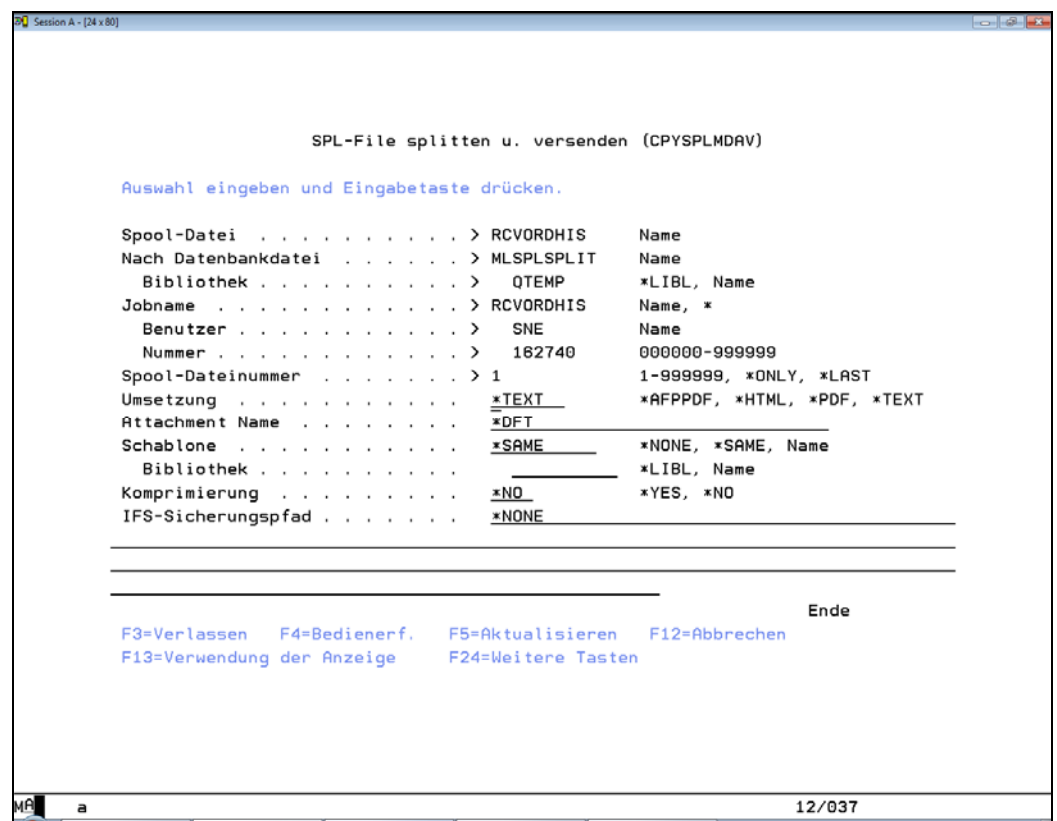 Session A - [24 x 80]
SPL-File splitten u. versenden (CPYSPLMDAV)
Auswahl eingeben und Eingabetaste drücken.
Spool-Datei . . . . . . . . . . > RCVORDHIS Name
Nach Datenbankdatei . . . . . . > MLSPLSPLIT Name
Bibliothek . . . . . . . . . . > QTEMP *LIBL, Name
Jobname . . . . . . . . . . . . > RCVORDHIS Name, *
Benutzer . . . . . . . . . . . > SNE Name
Nummer . . . . . . . . . . . . > 162740 000000-999999
Spool-Dateinummer . . . . . . . > 1 1-999999, *ONLY, *LAST
Umsetzung . . . . . . . . . . . *TEXT *AFPPDF, *HTML, *PDF, *TEXT
Attachment Name . . . . . . . . *DFT
Schablone . . . . . . . . . . . *SAME *NONE, *SAME, Name
Bibliothek . . . . . . . . . . *LIBL, Name
Komprimierung . . . . . . . . . *NO *YES, *NO
IFS-Sicherungspfad . . . . . . . *NONE
Ende
F3=Verlassen F4=Bedienerf. F5=Aktualisieren F12=Abbrechen
F13=Verwendung der Anzeige F24=Weitere Tasten
MA a 12/037